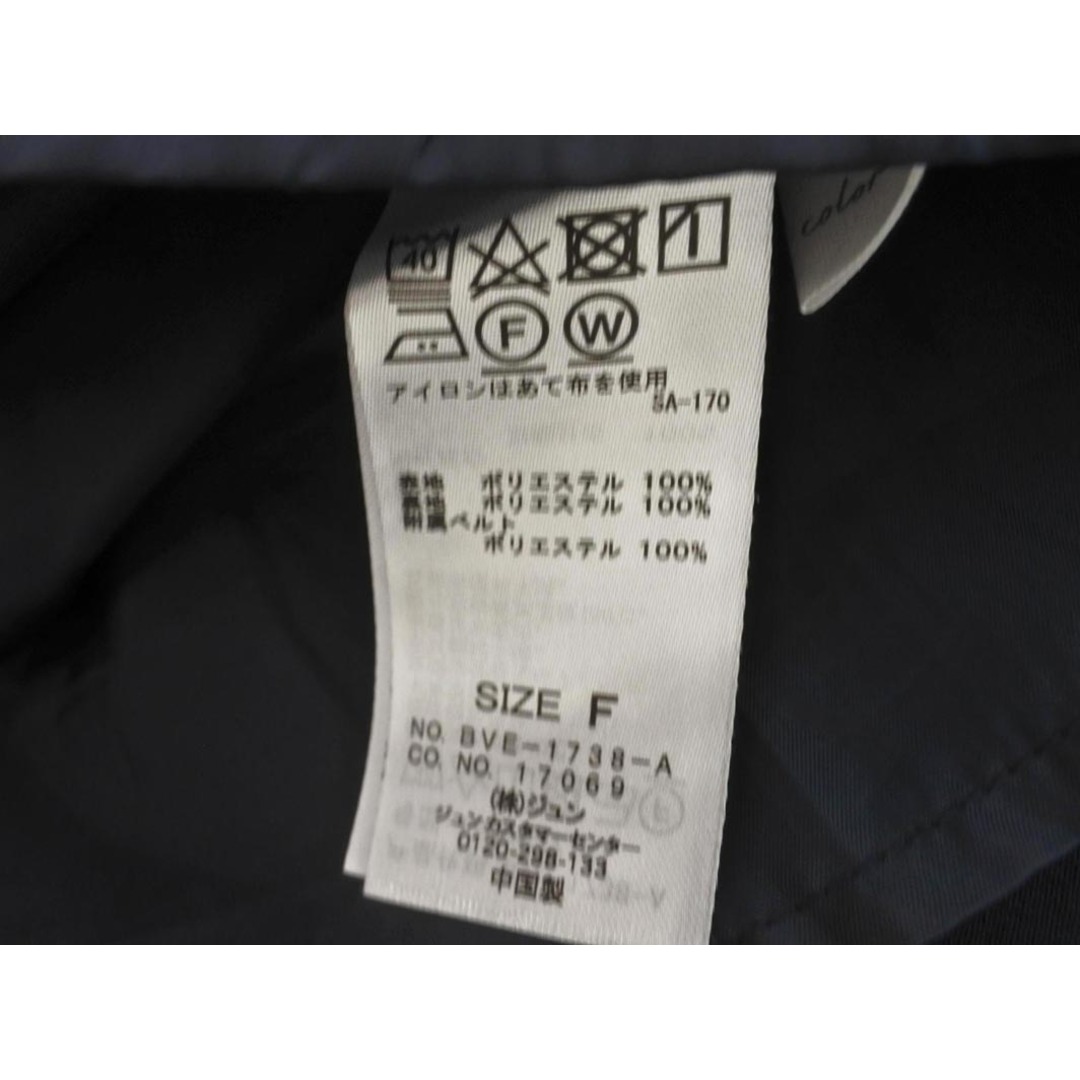 color
40
F W
アイロンはあて布を使用
SA-170
表地 ポリエステル 100%
裏地 ポリエステル 100%
附属ベルト
ポリエステル 100%
SIZE F
NO. BVE-1738-A
CO. NO. 17069
(株)ジュン
ジュンカスタマーセンター
0120-298-133
中国製